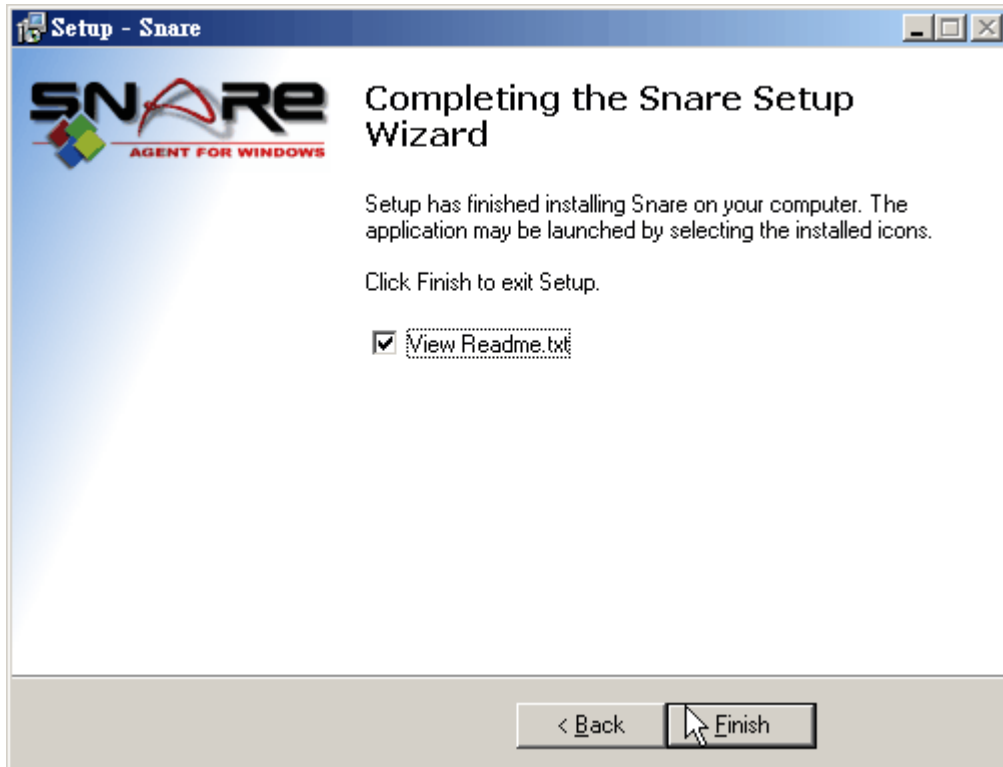 Setup - Snare
SNARE
AGENT FOR WINDOWS
Completing the Snare Setup
Wizard
Setup has finished installing Snare on your computer. The
application may be launched by selecting the installed icons.
Click Finish to exit Setup.
View Readme.txt
< Back
Finish